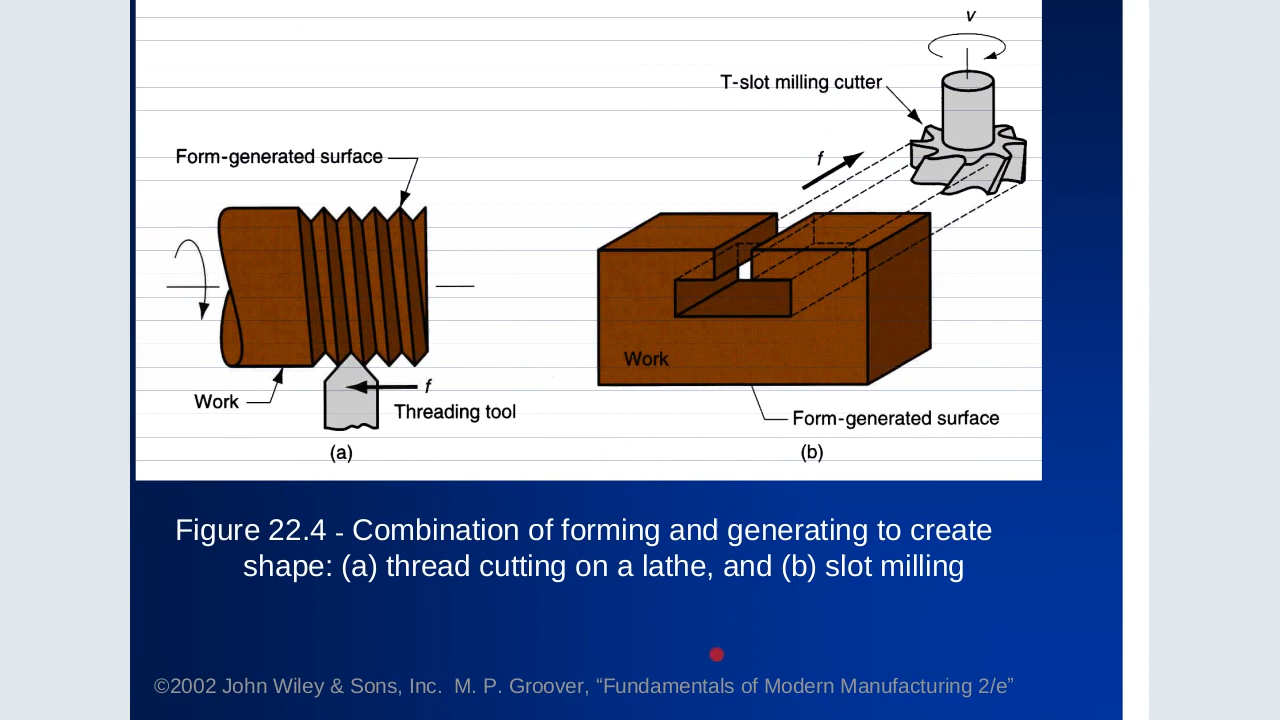 v
T-slot milling cutter
Form-generated surface
f
Work
Work
f
Threading tool
Form-generated surface
(a)
(b)
Figure 22.4 - Combination of forming and generating to create
shape: (a) thread cutting on a lathe, and (b) slot milling
©2002 John Wiley & Sons, Inc.  M. P. Groover, “Fundamentals of Modern Manufacturing 2/e”